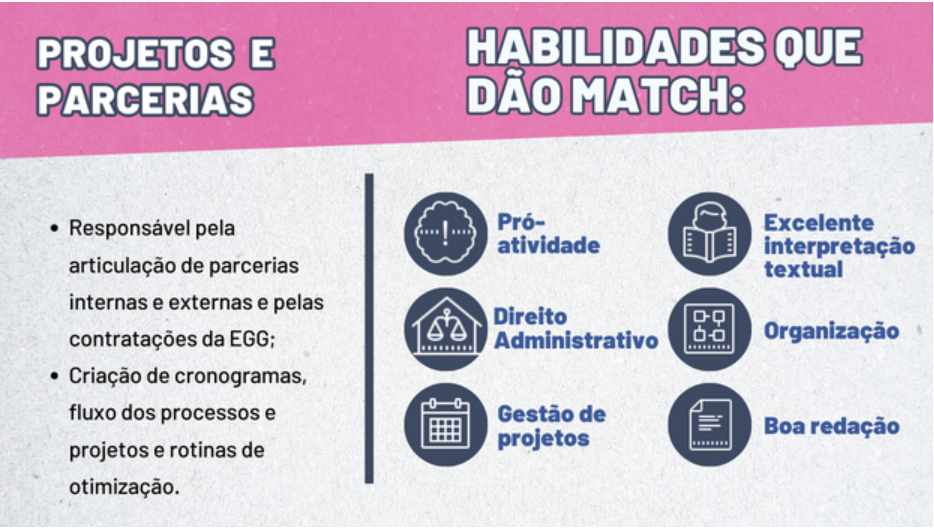 PROJETOS E
PARCERIAS
HABILIDADES QUE
DÃO MATCH:
• Responsável pela
articulação de parcerias
internas e externas e pelas
contratações da EGG;
• Criação de cronogramas,
fluxo dos processos e
projetos e rotinas de
otimização.
Pró-
atividade
Excelente
interpretação
textual
Direito
Administrativo
Organização
Gestão de
projetos
Boa redação